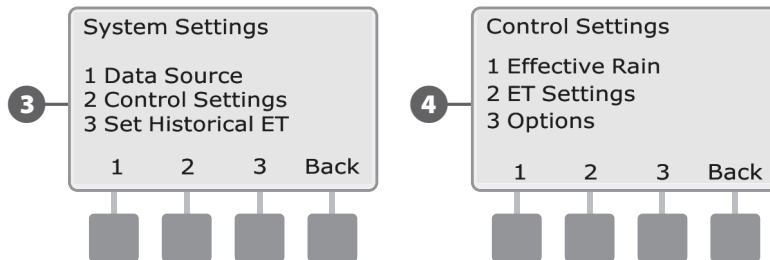 3
System Settings
1 Data Source
2 Control Settings
3 Set Historical ET
1 2 3 Back
4
Control Settings
1 Effective Rain
2 ET Settings
3 Options
1 2 3 Back